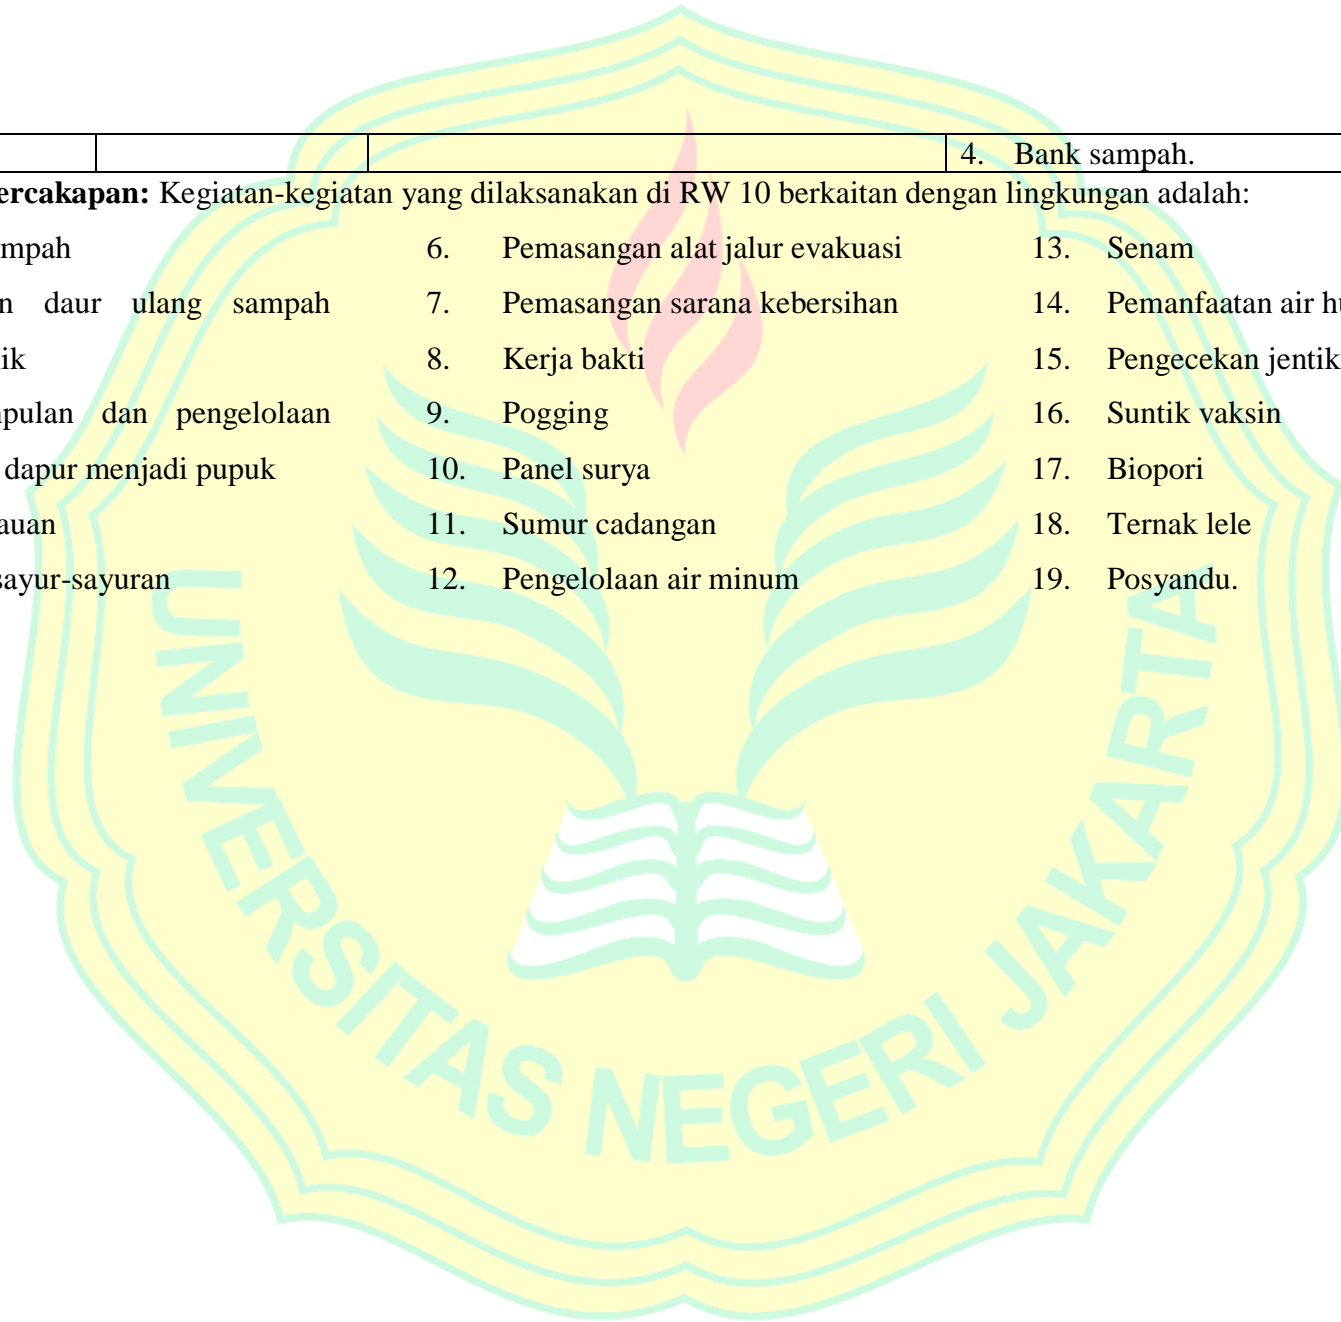 4. Bank sampah.
ercakapan: Kegiatan-kegiatan yang dilaksanakan di RW 10 berkaitan dengan lingkungan adalah:
mpah
n daur ulang sampah
ik
pulan dan pengelolaan
dapur menjadi pupuk
auan
sayur-sayuran
6. Pemasangan alat jalur evakuasi
7. Pemasangan sarana kebersihan
8. Kerja bakti
9. Pogging
10. Panel surya
11. Sumur cadangan
12. Pengelolaan air minum
13. Senam
14. Pemanfaatan air hu
15. Pengecekan jentik
16. Suntik vaksin
17. Biopori
18. Ternak lele
19. Posyandu.
UNIVERSITAS NEGERI JAKARTA